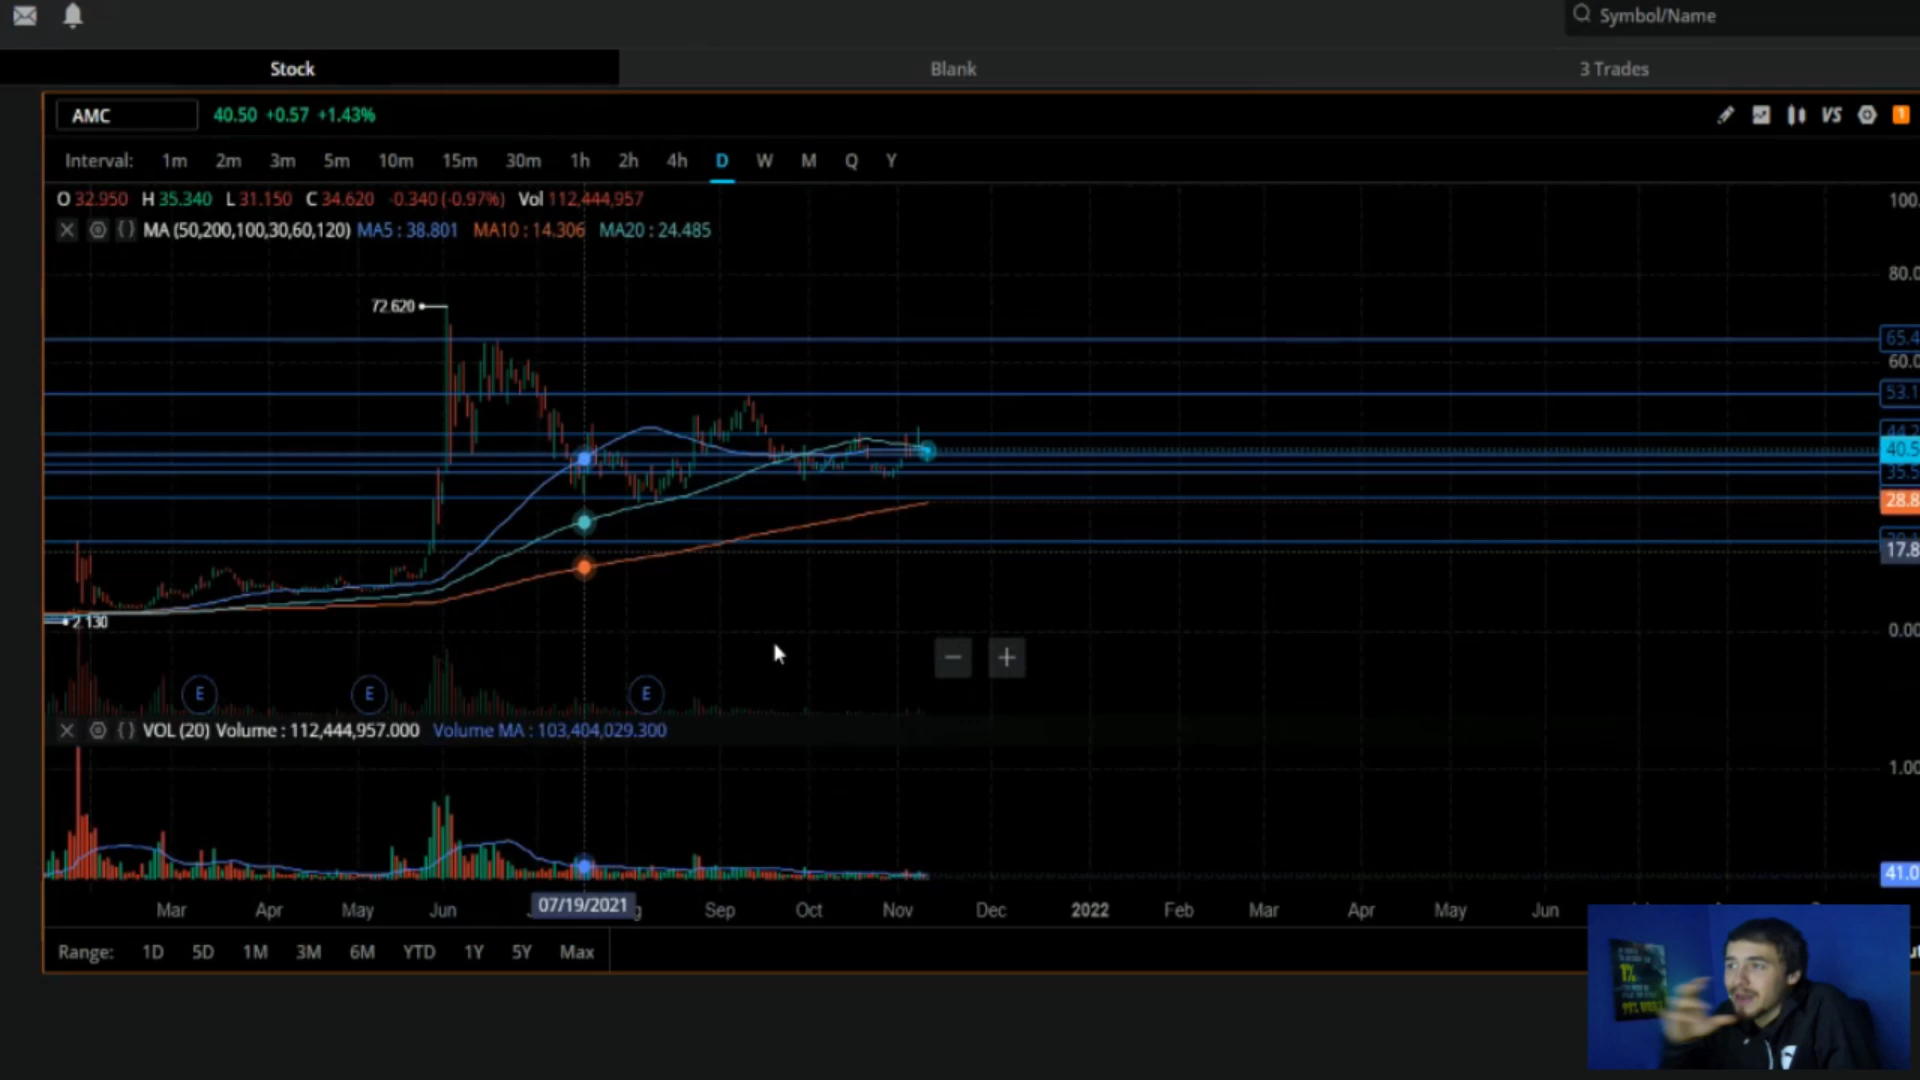 Symbol/Name
Stock Blank 3 Trades
AMC 40.50 +0.57 +1.43% VS 1
Interval: 1m 2m 3m 5m 10m 15m 30m 1h 2h 4h D W M Q Y
O 32.950 H 35.340 L 31.150 C 34.620 -0.340 (-0.97%) Vol 112,444,957
100.
MA (50,200,100,30,60,120) MA5 : 38.801 MA10 : 14.306 MA20 : 24.485
80.0
72.620
65.4
60.0
53.1
40.5
35.5
28.8
17.8
2.130
0.00
E E E
VOL (20) Volume : 112,444,957.000 Volume MA : 103,404,029.300
1.00
41.0
Mar Apr May Jun 07/19/2021 Sep Oct Nov Dec 2022 Feb Mar Apr May Jun
Range: 1D 5D 1M 3M 6M YTD 1Y 5Y Max
1%